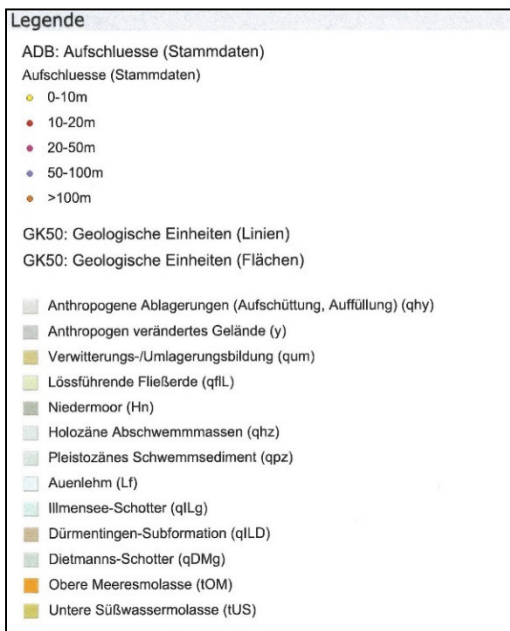 Legende
ADB: Aufschluesse (Stammdaten)
Aufschluesse (Stammdaten)
0-10m
10-20m
20-50m
50-100m
>100m
GK50: Geologische Einheiten (Linien)
GK50: Geologische Einheiten (Flächen)
Anthropogene Ablagerungen (Aufschüttung, Auffüllung) (qhy)
Anthropogen verändertes Gelände (y)
Verwitterungs-/Umlagerungsbildung (qum)
Lössführende Fließerde (qflL)
Niedermoor (Hn)
Holozäne Abschwemmmassen (qhz)
Pleistozänes Schwemmsediment (qpz)
Auenlehm (Lf)
Illmensee-Schotter (qILg)
Dürmentingen-Subformation (qILD)
Dietmanns-Schotter (qDMg)
Obere Meeresmolasse (tOM)
Untere Süßwassermolasse (tUS)